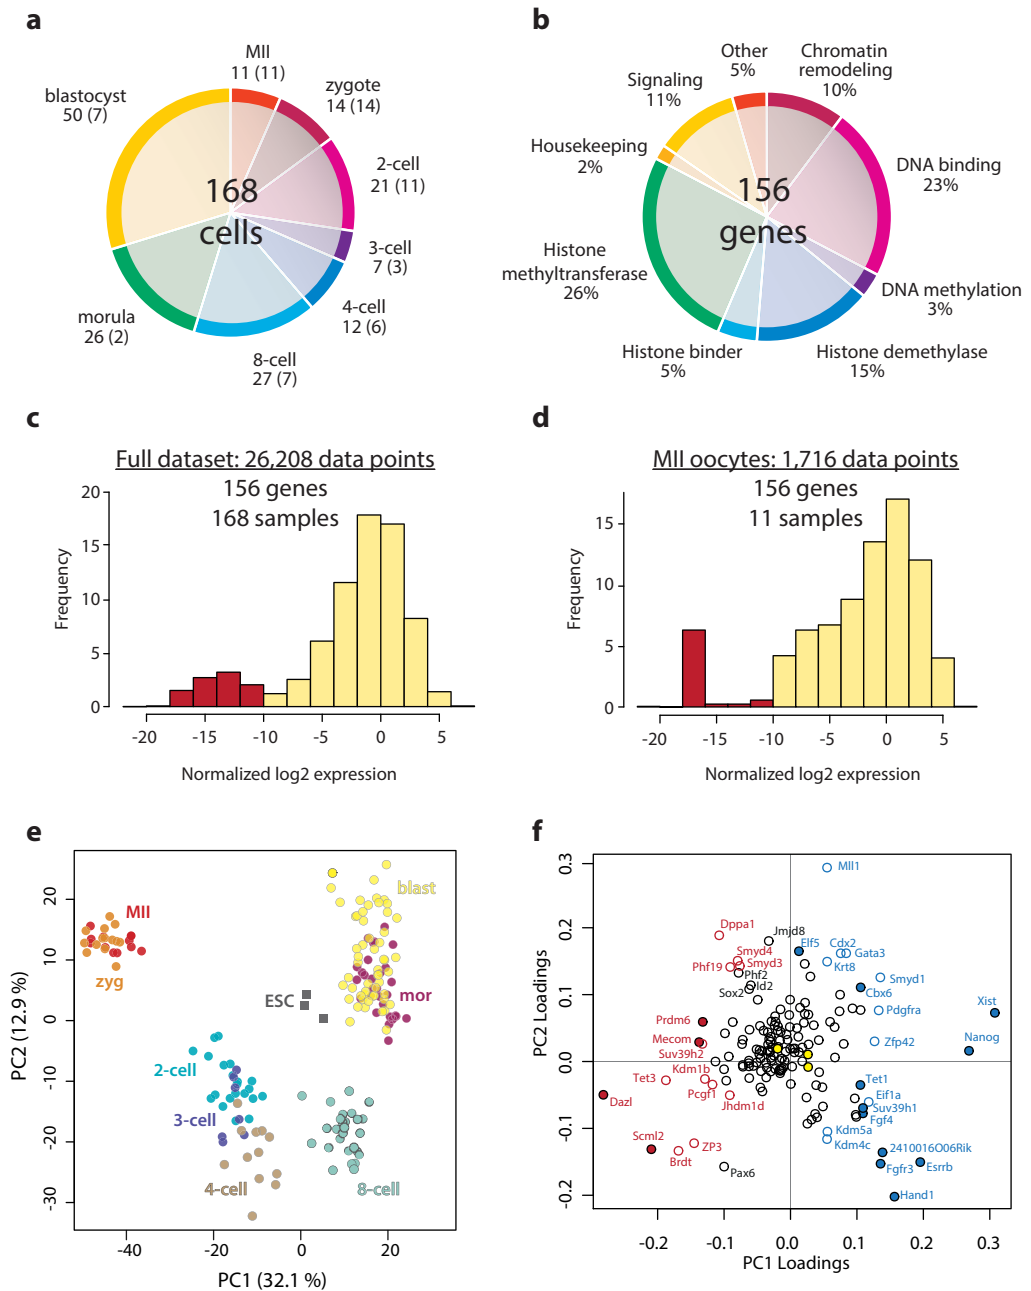 a
MII
11 (11)
zygote
14 (14)
2-cell
21 (11)
3-cell
7 (3)
4-cell
12 (6)
8-cell
27 (7)
morula
26 (2)
blastocyst
50 (7)
168
cells
b
Other
5%
Chromatin
remodeling
10%
DNA binding
23%
DNA methylation
3%
Histone demethylase
15%
Histone binder
5%
Histone
methyltransferase
26%
Housekeeping
2%
Signaling
11%
156
genes
c
Full dataset: 26,208 data points
156 genes
168 samples
Frequency
20
15
10
5
0
-20 -15 -10 -5 0 5
Normalized log2 expression
d
MII oocytes: 1,716 data points
156 genes
11 samples
Frequency
15
10
5
0
-20 -15 -10 -5 0 5
Normalized log2 expression
e
PC2 (12.9 %)
20
10
0
-10
-20
-30
-40 -20 0 20
PC1 (32.1 %)
MII
zyg
blast
mor
ESC
2-cell
3-cell
4-cell
8-cell
f
PC2 Loadings
0.3
0.2
0.1
0.0
-0.1
-0.2
-0.2 -0.1 0.0 0.1 0.2 0.3
PC1 Loadings
Mll1
Dppa1
Jmjd8
Elf5
Cdx2
Gata3
Smyd4
Smyd3
Phf19
Phf2
Krt8
Id2
Sox2
Smyd1
Cbx6
Pdgfra
Xist
Prdm6
Mecom
Suv39h2
Zfp42
Nanog
Tet3
Kdm1b
Pcgf1
Jhdm1d
Dazl
Tet1
Eif1a
Suv39h1
Fgf4
Scml2
ZP3
Brdt
Pax6
Kdm5a
Kdm4c
2410016O06Rik
Fgfr3
Esrrb
Hand1